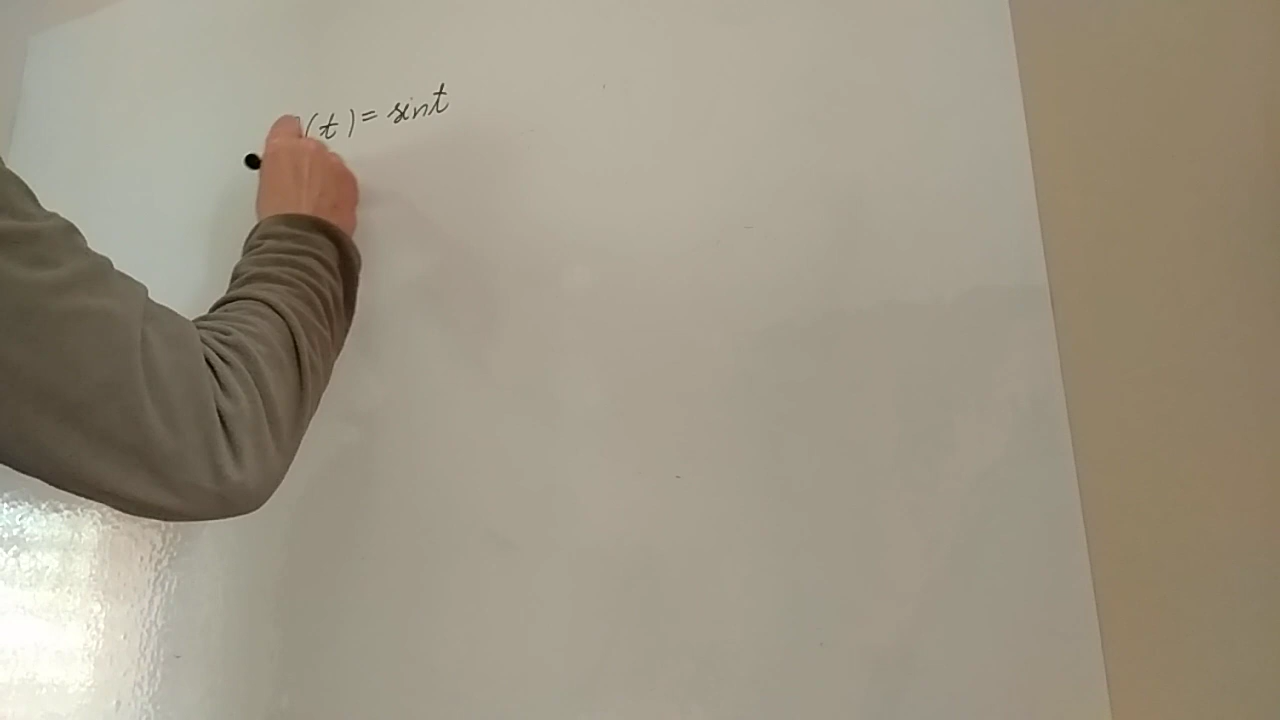 (t) = sint